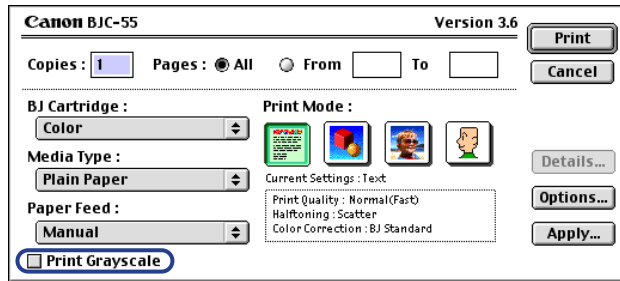 Canon BJC-55 Version 3.6
Print
Copies : 1 Pages : All From To
Cancel
BJ Cartridge : Print Mode :
Color
Media Type :
Details...
Plain Paper
Current Settings : Text
Paper Feed :
Print Quality : Normal(Fast)
Options...
Halftoning : Scatter
Manual
Color Correction : BJ Standard
Apply...
Print Grayscale